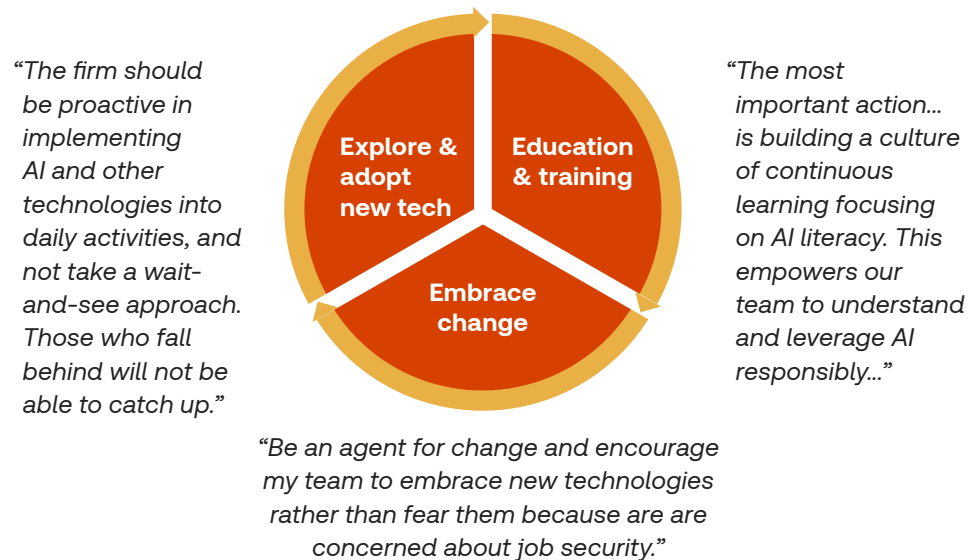 “The firm should
be proactive in
implementing
AI and other
technologies into
daily activities, and
not take a wait-
and-see approach.
Those who fall
behind will not be
able to catch up.”
Explore &
adopt
new tech
Education
& training
Embrace
change
“The most
important action...
is building a culture
of continuous
learning focusing
on AI literacy. This
empowers our
team to understand
and leverage AI
responsibly...”
“Be an agent for change and encourage
my team to embrace new technologies
rather than fear them because are are
concerned about job security.”